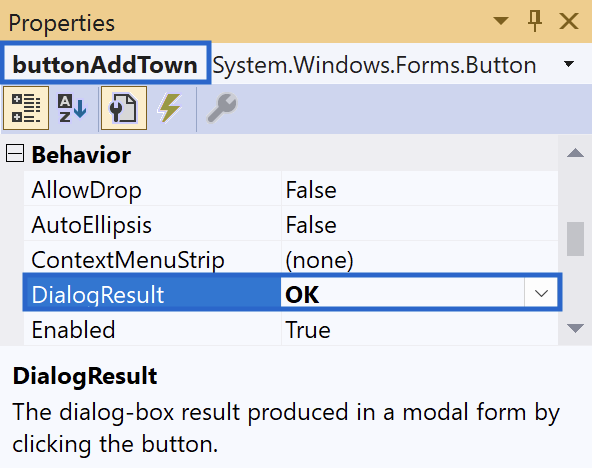 Properties
buttonAddTown System.Windows.Forms.Button
A
Z
Behavior
AllowDrop False
AutoEllipsis False
ContextMenuStrip (none)
DialogResult OK
Enabled True
DialogResult
The dialog-box result produced in a modal form by
clicking the button.